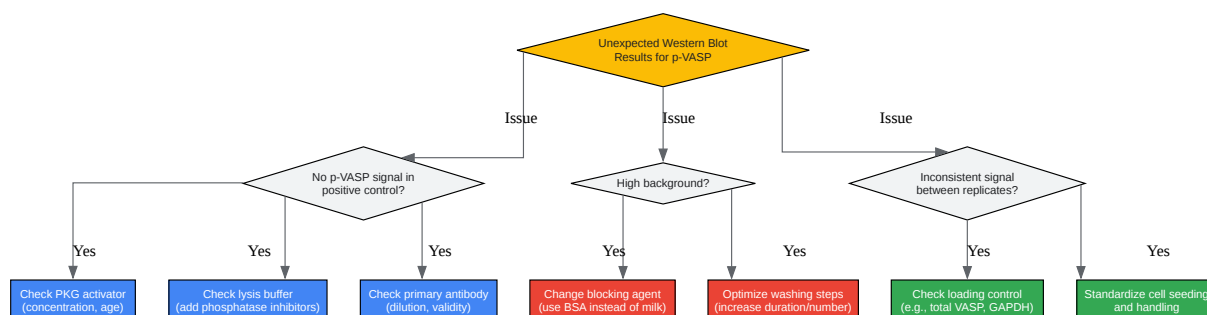 Unexpected Western Blot
Results for p-VASP
Issue
Issue
Issue
No p-VASP signal in
positive control?
High background?
Inconsistent signal
between replicates?
Yes
Yes
Yes
Yes
Yes
Yes
Yes
Check PKG activator
(concentration, age)
Check lysis buffer
(add phosphatase inhibitors)
Check primary antibody
(dilution, validity)
Change blocking agent
(use BSA instead of milk)
Optimize washing steps
(increase duration/number)
Check loading control
(e.g., total VASP, GAPDH)
Standardize cell seeding
and handling